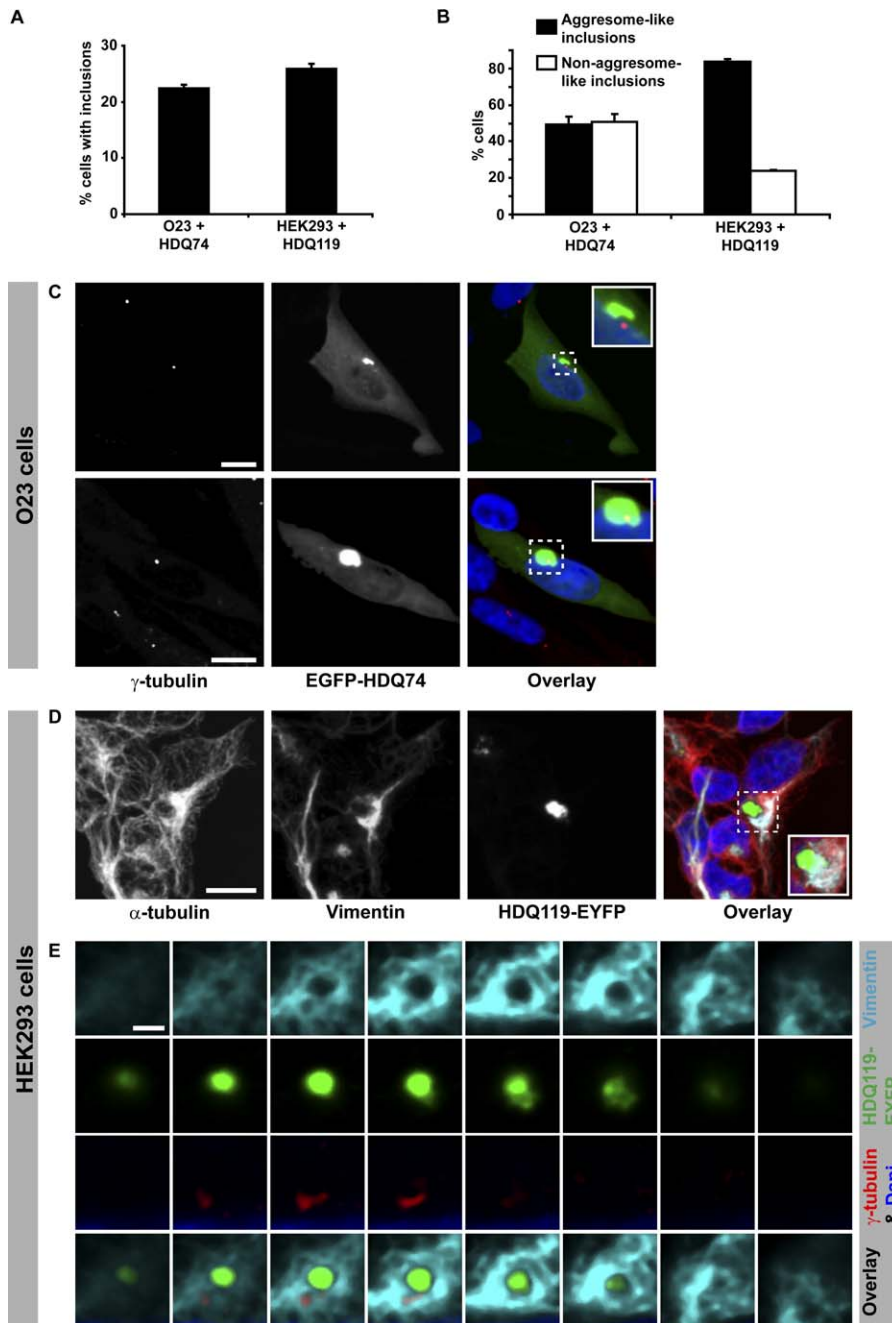 A
% cells with inclusions
30
20
10
0
O23 +
HDQ74
HEK293 +
HDQ119
B
Aggresome-like
inclusions
Non-aggresome-
like inclusions
% cells
80
60
40
20
0
O23 +
HDQ74
HEK293 +
HDQ119
O23 cells
C
γ-tubulin
EGFP-HDQ74
Overlay
HEK293 cells
D
α-tubulin
Vimentin
HDQ119-EYFP
Overlay
E
Vimentin
HDQ119-
EYFP
γ-tubulin
& Dapi
Overlay